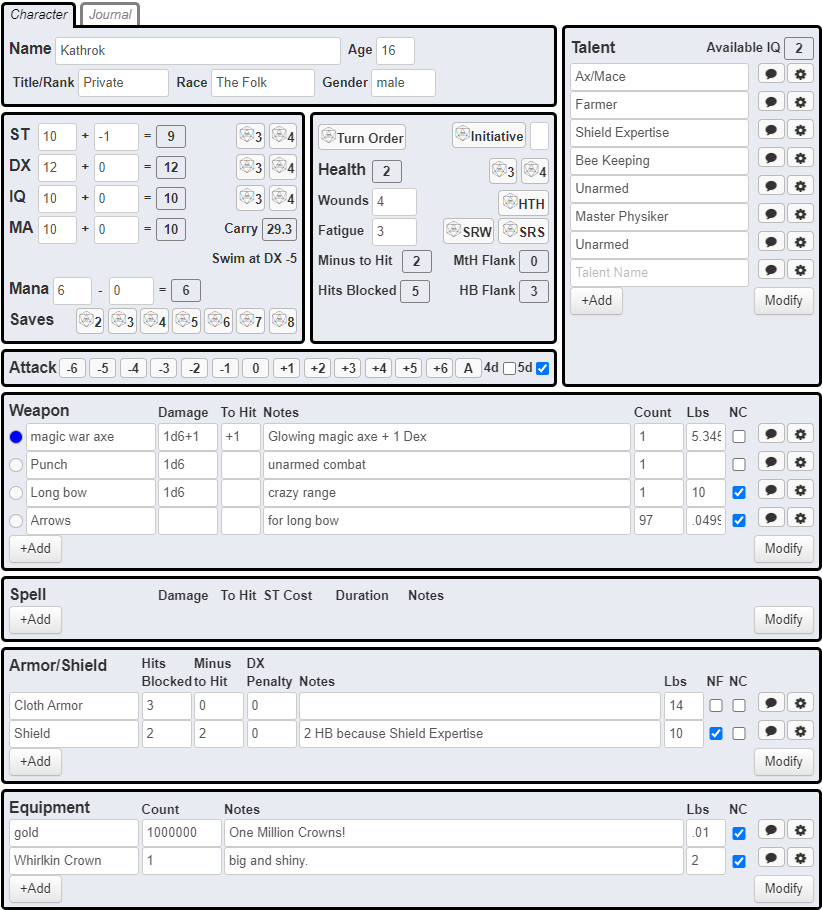 Character Journal
Name Kathrok Age 16
Title/Rank Private Race The Folk Gender male
Talent Available IQ 2
Ax/Mace
Farmer
Shield Expertise
Bee Keeping
Unarmed
Master Physiker
Unarmed
Talent Name
+Add Modify
ST 10 + -1 = 9 3 4
DX 12 + 0 = 12 3 4
IQ 10 + 0 = 10 3 4
MA 10 + 0 = 10 Carry 29.3
Swim at DX -5
Mana 6 - 0 = 6
Saves 2 3 4 5 6 7 8
Turn Order Initiative
Health 2 3 4
Wounds 4 HTH
Fatigue 3 SRW SRS
Minus to Hit 2 MtH Flank 0
Hits Blocked 5 HB Flank 3
Attack -6 -5 -4 -3 -2 -1 0 +1 +2 +3 +4 +5 +6 A 4d 5d
Weapon Damage To Hit Notes Count Lbs NC
magic war axe 1d6+1 +1 Glowing magic axe + 1 Dex 1 5.345
Punch 1d6 unarmed combat 1
Long bow 1d6 crazy range 1 10
Arrows for long bow 97 .0499
+Add Modify
Spell Damage To Hit ST Cost Duration Notes
+Add Modify
Armor/Shield Hits Minus DX
Blocked to Hit Penalty Notes Lbs NF NC
Cloth Armor 3 0 0 14
Shield 2 2 0 2 HB because Shield Expertise 10
+Add Modify
Equipment Count Notes Lbs NC
gold 1000000 One Million Crowns! .01
Whirlkin Crown 1 big and shiny. 2
+Add Modify